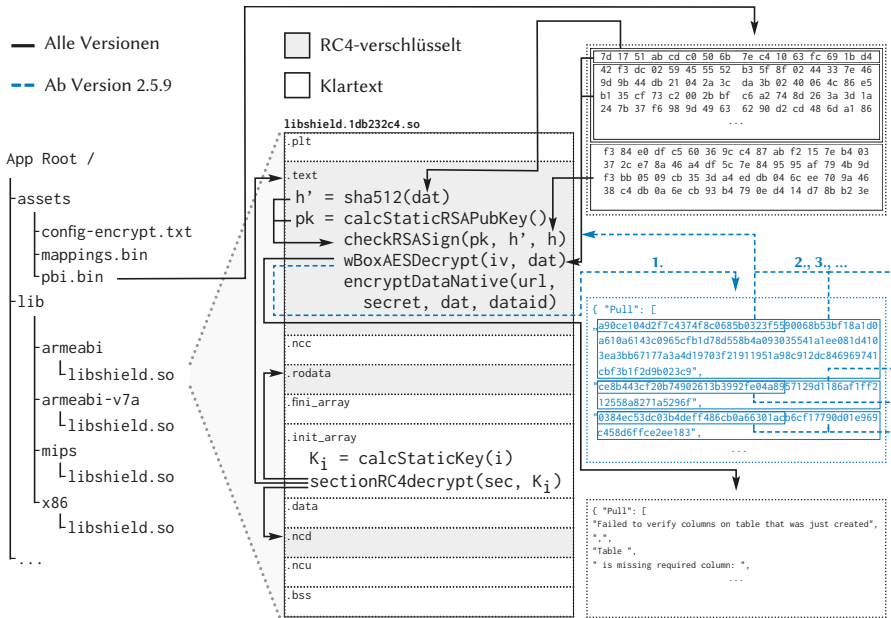 Alle Versionen
Ab Version 2.5.9
RC4-verschlüsselt
Klartext
App Root /
assets
config-encrypt.txt
mappings.bin
pbi.bin
lib
armeabi
libshield.so
armeabi-v7a
libshield.so
mips
libshield.so
x86
libshield.so
...
libshield.1db232c4.so
.plt
.text
h' = sha512(dat)
pk = calcStaticRSAPubKey()
checkRSASign(pk, h', h)
wBoxAESDecrypt(iv, dat)
encryptDataNative(url,
secret, dat, dataid)
.ncc
.rodata
.fini_array
.init_array
Ki = calcStaticKey(i)
sectionRC4decrypt(sec, Ki)
.data
.ncd
.ncu
.bss
7d 17 51 ab cd c0 50 6b 7e c4 10 63 fc 69 1b d4
42 f3 dc 02 59 45 55 52 b3 5f 8f 02 44 33 7e 46
9d 9b 44 db 21 04 2a 3c da 3b 02 40 06 4c 86 e5
b1 35 cf 73 c2 00 2b bf c6 a2 74 8d 26 3a 3d 1a
24 7b 37 f6 98 9d 49 63 62 90 d2 cd 48 6d a1 86
...
f3 84 e0 df c5 60 36 9c c4 87 ab f2 15 7e b4 03
37 2c e7 8a 46 a4 df 5c 7e 84 95 95 af 79 4b 9d
f3 bb 05 09 cb 35 3d a4 ed db 04 6c ee 70 9a 46
38 c4 db 0a 6e cb 93 b4 79 0e d4 14 d7 8b b2 3e
1.
2., 3., ...
{ "Pull": [
"a90ce104d2f7c4374f8c0685b0323f5590068b53bf18a1d0
a610a6143c0965cfb1d78d558b4a093035541a1ee081d410
3ea3bb67177a3a4d19703f21911951a98c912dc846969741
cbf3b1f2d9b023c9",
"ce8b443cf20b74902613b3992fe04a8957129d1186af1ff2
12558a8271a5296f",
"0384ec53dc03b4deff486cb0a66301acb6cf17790d01e969
c458d6ffce2ee183",
...
{ "Pull": [
"Failed to verify columns on table that was just created",
",",
"Table ",
" is missing required column: ",
...